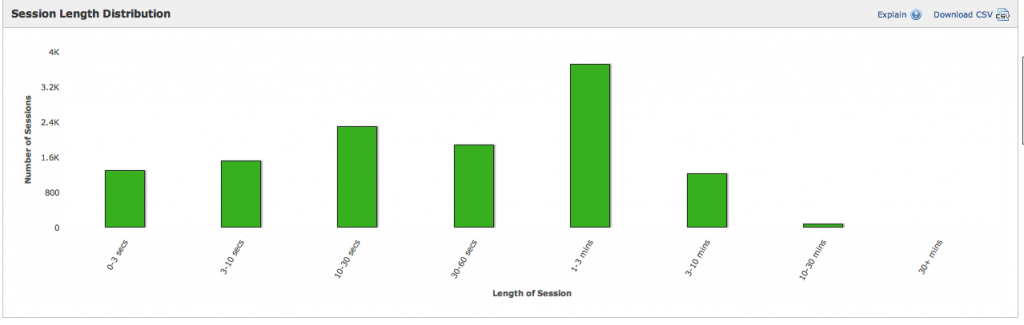 Session Length Distribution
Explain
Download CSV
CSV
4K
3.2K
2.4K
1.6K
800
0
Number of Sessions
0-3 secs
3-10 secs
10-30 secs
30-60 secs
1-3 mins
3-10 mins
10-30 mins
30+ mins
Length of Session